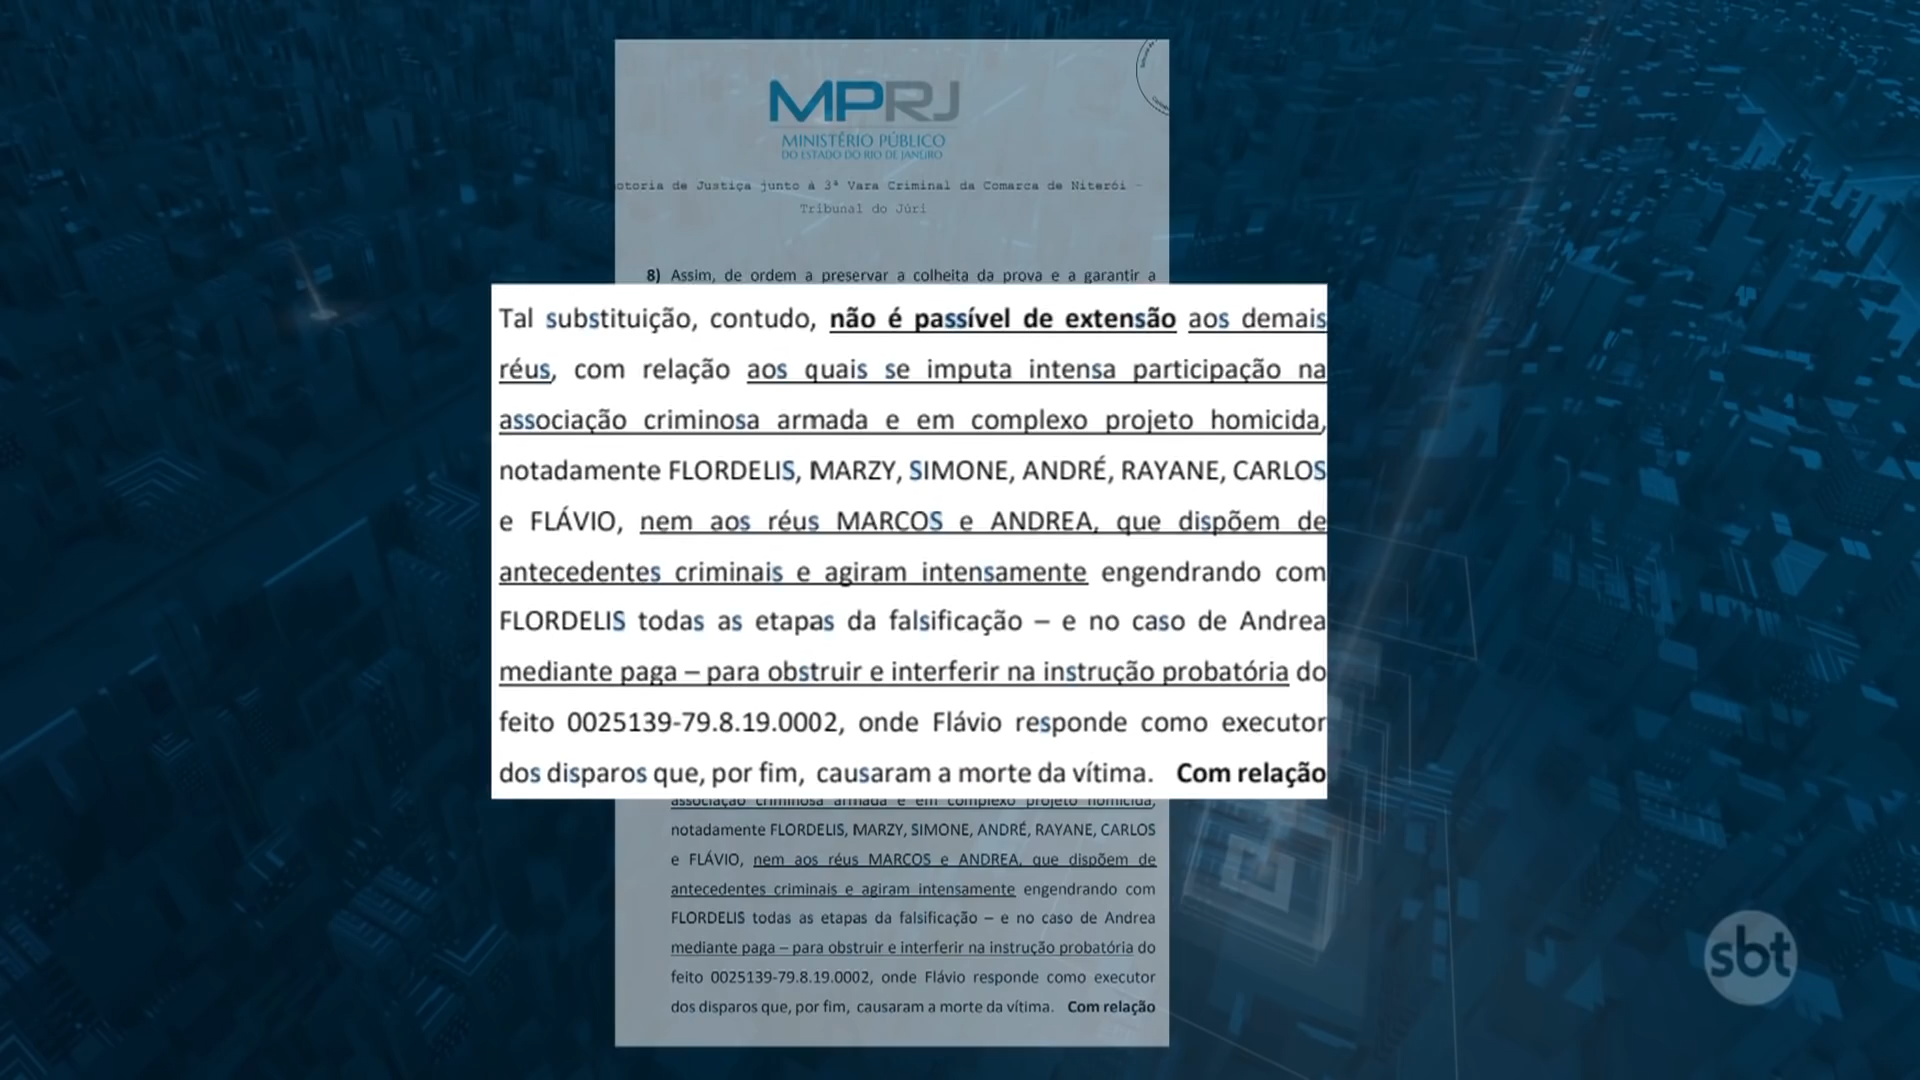 MPRJ
MINISTÉRIO PÚBLICO
DO ESTADO DO RIO DE JANEIRO
otoria de Justiça junto à 3ª Vara Criminal da Comarca de Niterói -
Tribunal do Júri
8) Assim, de ordem a preservar a colheita da prova e a garantir a
Tal substituição, contudo, não é passível de extensão aos demais
réus, com relação aos quais se imputa intensa participação na
associação criminosa armada e em complexo projeto homicida,
notadamente FLORDELIS, MARZY, SIMONE, ANDRÉ, RAYANE, CARLOS
e FLÁVIO, nem aos réus MARCOS e ANDREA, que dispõem de
antecedentes criminais e agiram intensamente engendrando com
FLORDELIS todas as etapas da falsificação – e no caso de Andrea
mediante paga – para obstruir e interferir na instrução probatória do
feito 0025139-79.8.19.0002, onde Flávio responde como executor
dos disparos que, por fim, causaram a morte da vítima. Com relação
associação criminosa armada e em complexo projeto homicida,
notadamente FLORDELIS, MARZY, SIMONE, ANDRÉ, RAYANE, CARLOS
e FLÁVIO, nem aos réus MARCOS e ANDREA, que dispõem de
antecedentes criminais e agiram intensamente engendrando com
FLORDELIS todas as etapas da falsificação – e no caso de Andrea
mediante paga – para obstruir e interferir na instrução probatória do
feito 0025139-79.8.19.0002, onde Flávio responde como executor
dos disparos que, por fim, causaram a morte da vítima. Com relação
sbt